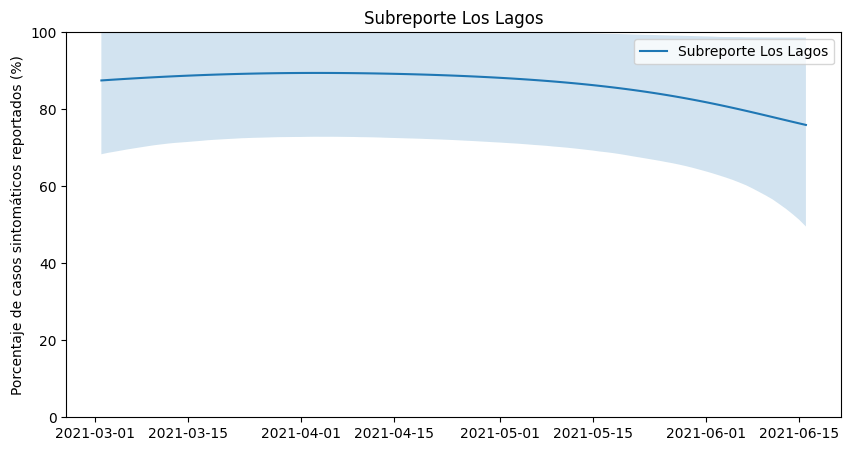 Subreporte Los Lagos
Subreporte Los Lagos
Porcentaje de casos sintomáticos reportados (%)
100
80
60
40
20
0
2021-03-01 2021-03-15 2021-04-01 2021-04-15 2021-05-01 2021-05-15 2021-06-01 2021-06-15